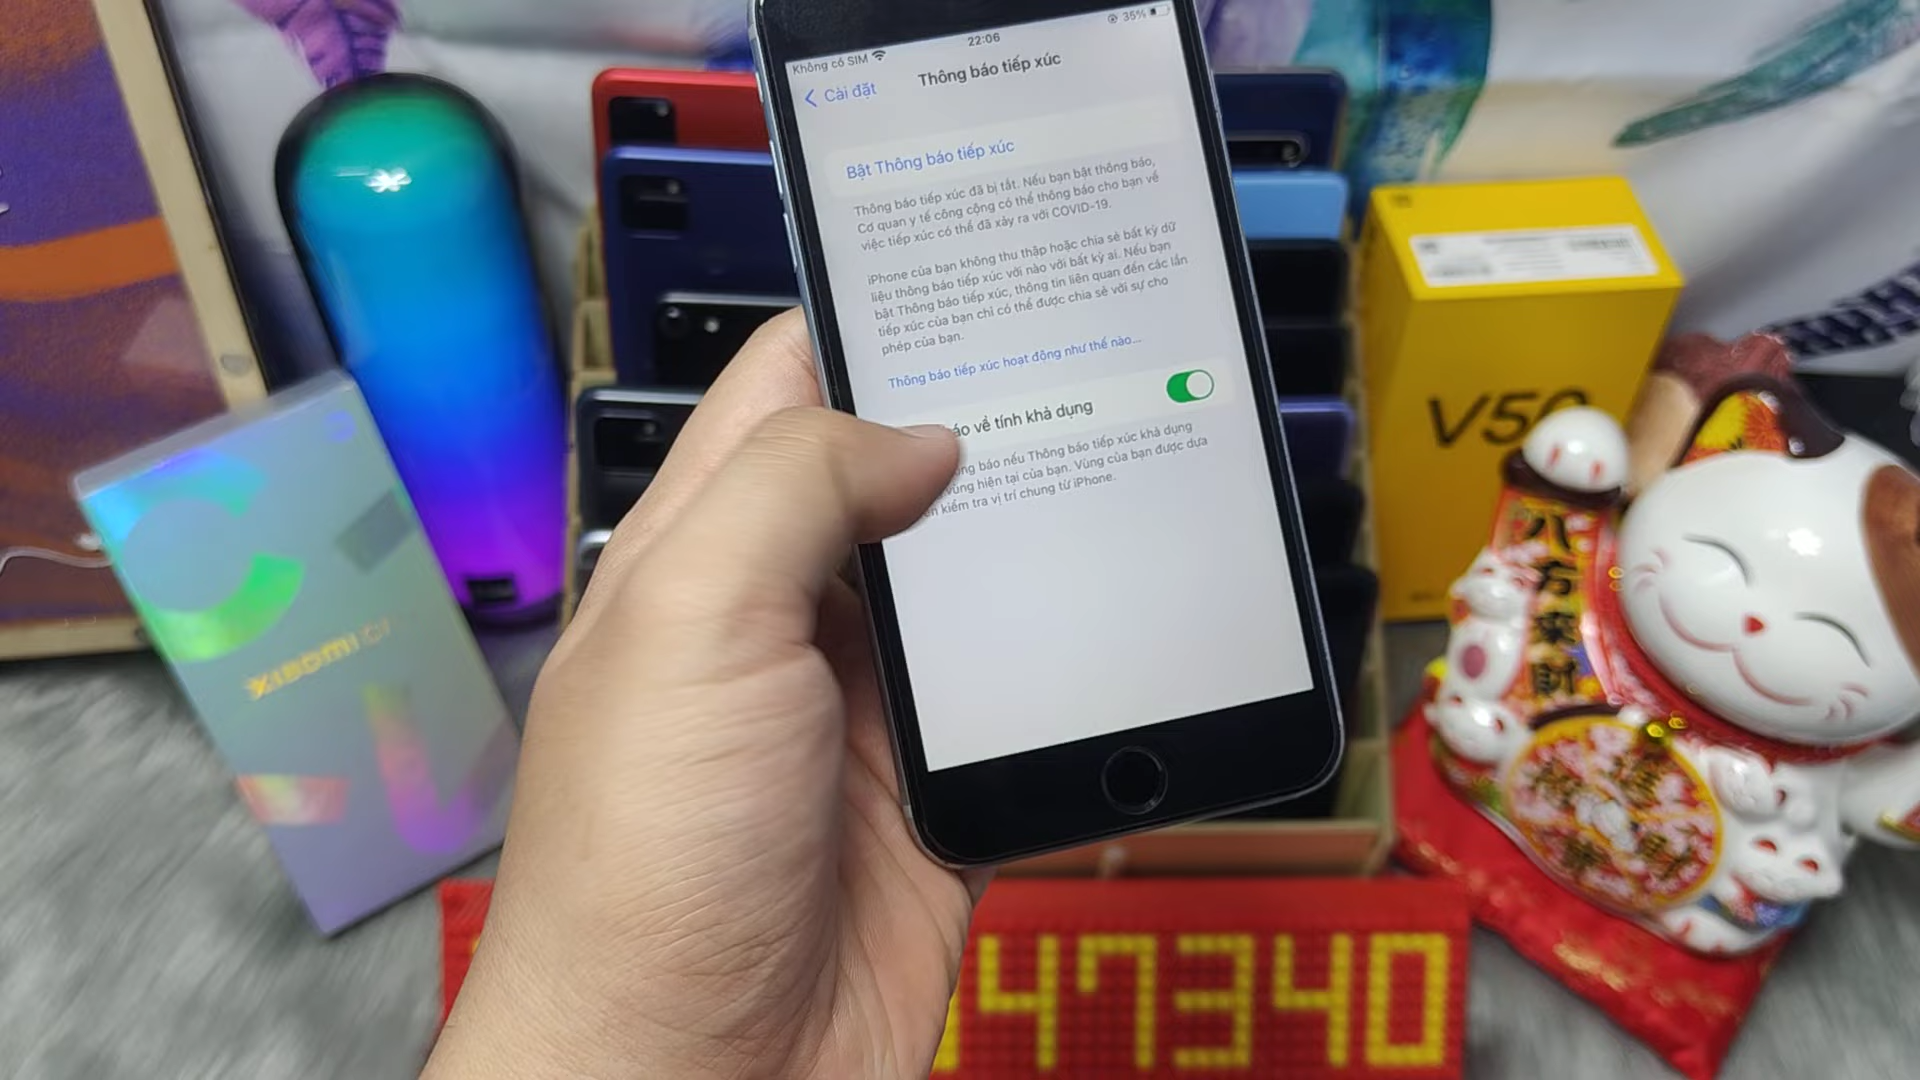 Không có SIM
22:06
35%
Cài đặt
Thông báo tiếp xúc
Bật Thông báo tiếp xúc
Thông báo tiếp xúc đã bị tắt. Nếu bạn bật thông báo,
Cơ quan y tế công cộng có thể thông báo cho bạn về
việc tiếp xúc có thể đã xảy ra với COVID-19.
iPhone của bạn không thu thập hoặc chia sẻ bất kỳ dữ
liệu thông báo tiếp xúc với nào với bất kỳ ai. Nếu bạn
bật Thông báo tiếp xúc, thông tin liên quan đến các lần
tiếp xúc của bạn chỉ có thể được chia sẻ với sự cho
phép của bạn.
Thông báo tiếp xúc hoạt động như thế nào...
áo về tính khả dụng
ng báo nếu Thông báo tiếp xúc khả dụng
vùng hiện tại của bạn. Vùng của bạn được dựa
n kiểm tra vị trí chung từ iPhone.
XIAOMI
V50
八方来財
47340